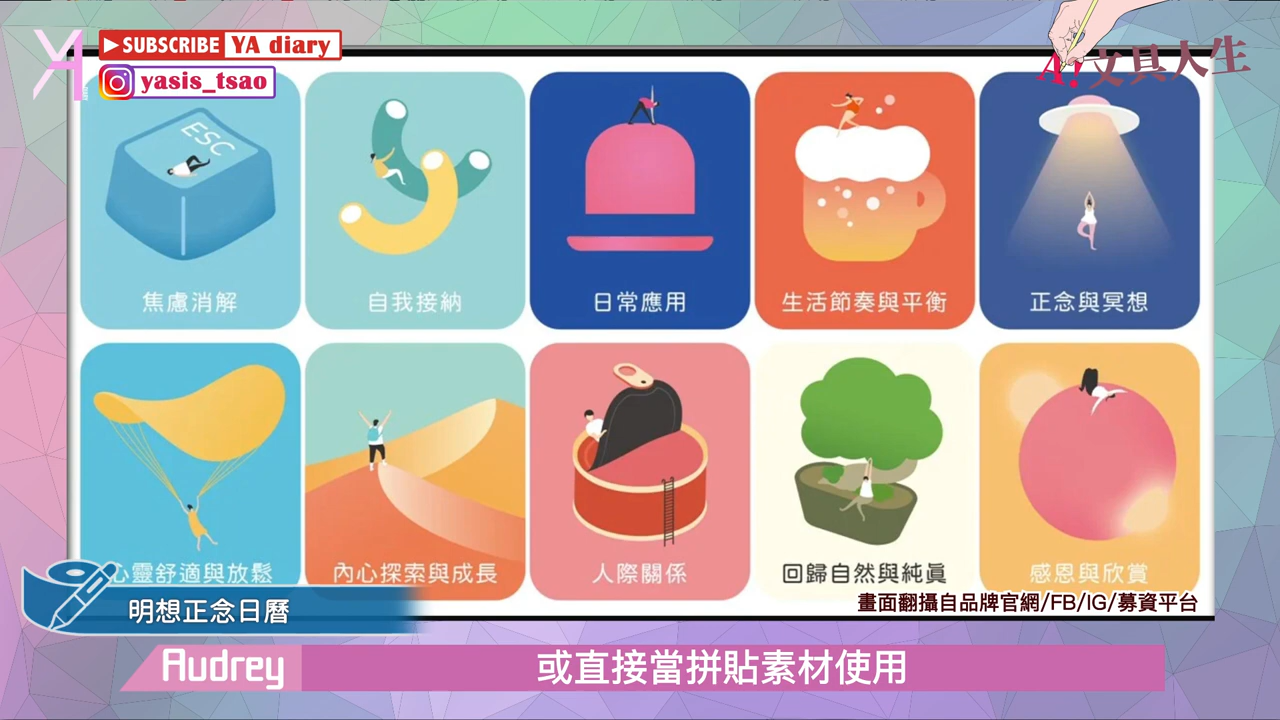 SUBSCRIBE YA diary
yasis_tsao
A! 文具大生
ESC
焦慮消解
自我接納
日常應用
生活節奏與平衡
正念與冥想
心靈舒適與放鬆
內心探索與成長
人際關係
回歸自然與純真
感恩與欣賞
畫面翻攝自品牌官網/FB/IG/募資平台
明想正念日曆
Audrey
或直接當拼貼素材使用